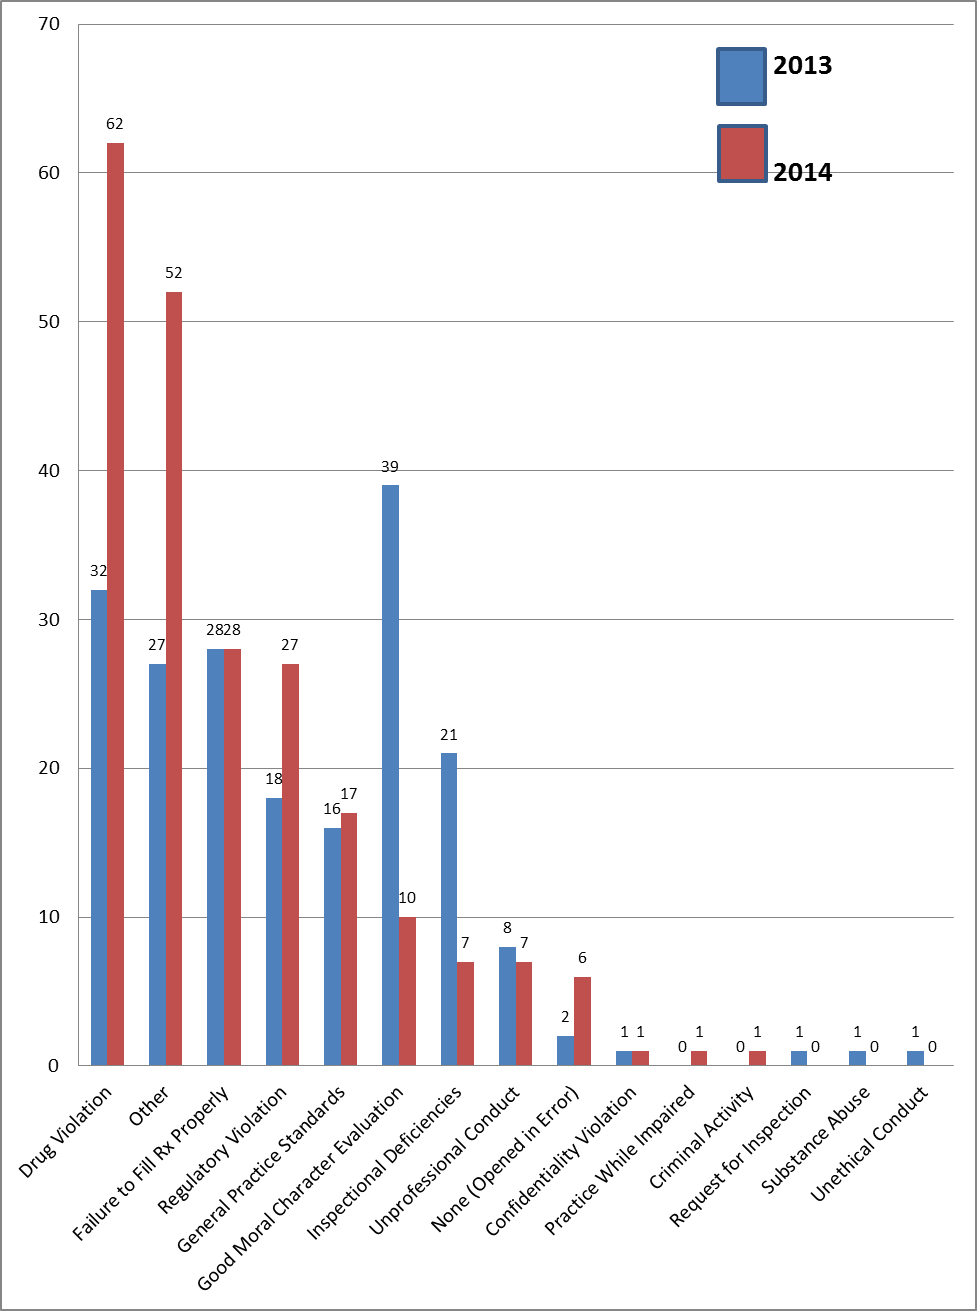 70
2013
62
60
2014
52
50
40
39
32
30
27
28
28
27
21
20
18
16
17
10
10
8
7
7
6
2
1
1
0
1
0
1
1
0
1
0
1
0
0
Drug Violation
Other
Failure to Fill Rx Properly
Regulatory Violation
General Practice Standards
Good Moral Character Evaluation
Inspectional Deficiencies
Unprofessional Conduct
None (Opened in Error)
Confidentiality Violation
Practice While Impaired
Criminal Activity
Request for Inspection
Substance Abuse
Unethical Conduct